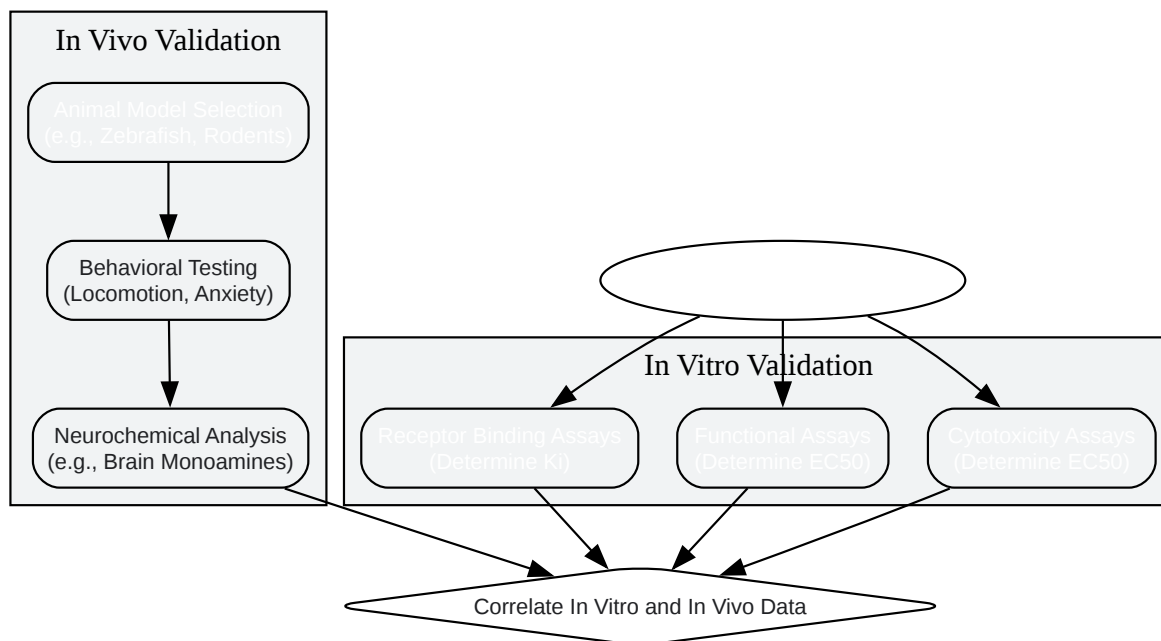 In Vivo Validation
Animal Model Selection
(e.g., Zebrafish, Rodents)
Behavioral Testing
(Locomotion, Anxiety)
Neurochemical Analysis
(e.g., Brain Monoamines)
In Vitro Validation
Receptor Binding Assays
(Determine Ki)
Functional Assays
(Determine EC50)
Cytotoxicity Assays
(Determine EC50)
Correlate In Vitro and In Vivo Data